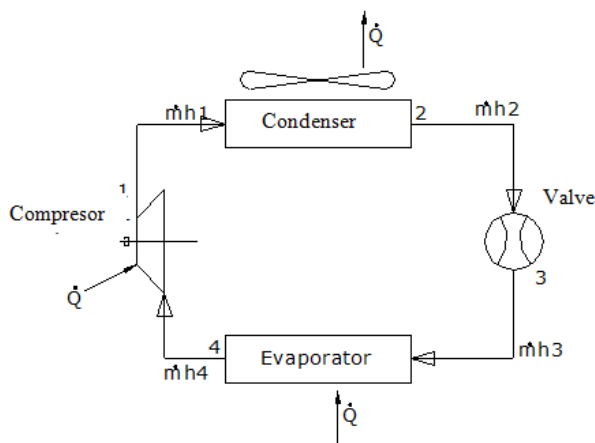 Q̇
ṁh1
Condenser
2
ṁh2
1
Compresor
Valve
3
Q̇
4
Evaporator
ṁh4
ṁh3
Q̇